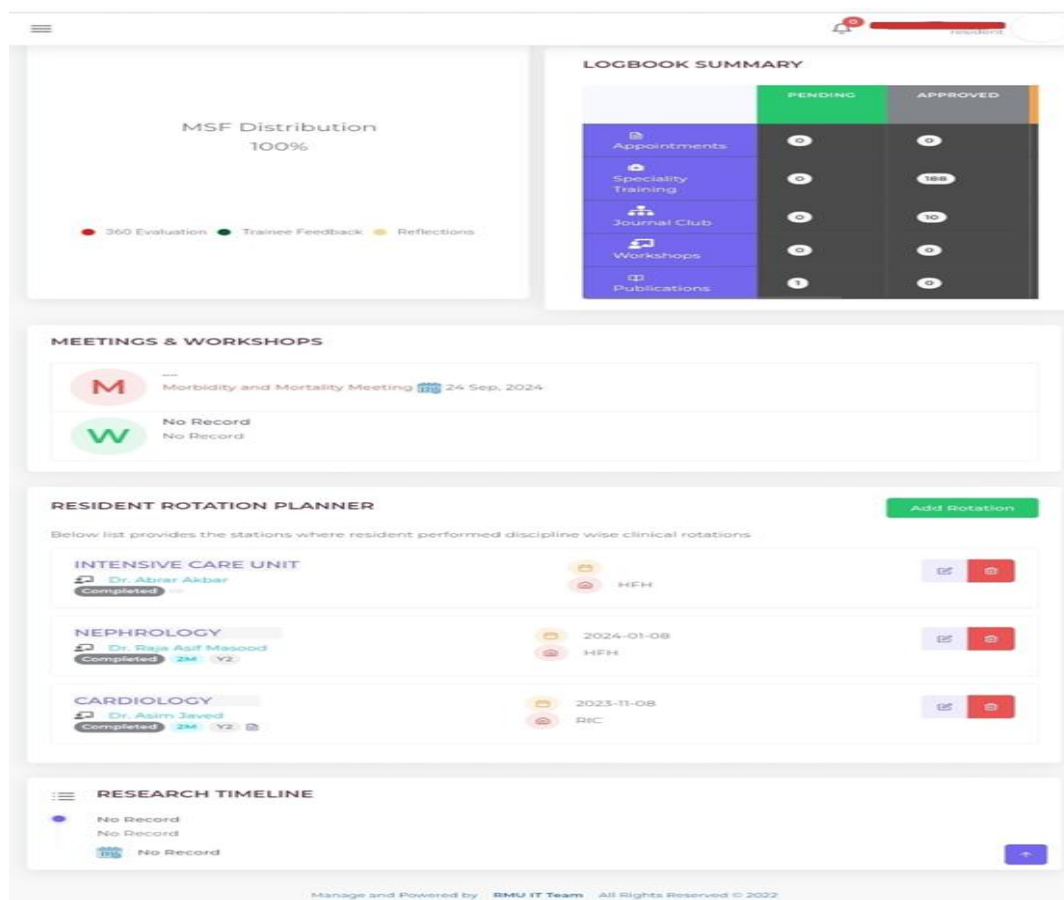 0
resident
MSF Distribution
100%
360 Evaluation Trainee Feedback Reflections
LOGBOOK SUMMARY
PENDING APPROVED
Appointments 0 0
Speciality
Training 0 188
Journal Club 0 10
Workshops 0 0
Publications 1 0
MEETINGS & WORKSHOPS
M
---
Morbidity and Mortality Meeting 24 Sep, 2024
W
No Record
No Record
RESIDENT ROTATION PLANNER
Add Rotation
Below list provides the stations where resident performed discipline wise clinical rotations
INTENSIVE CARE UNIT
Dr. Abrar Akbar
HFH
Completed
NEPHROLOGY
2024-01-08
Dr. Raja Asif Masood
HFH
Completed 2M Y2
CARDIOLOGY
2023-11-08
Dr. Asim Javed
RIC
Completed 2M Y2
RESEARCH TIMELINE
No Record
No Record
No Record
Manage and Powered by RMU IT Team All Rights Reserved © 2022